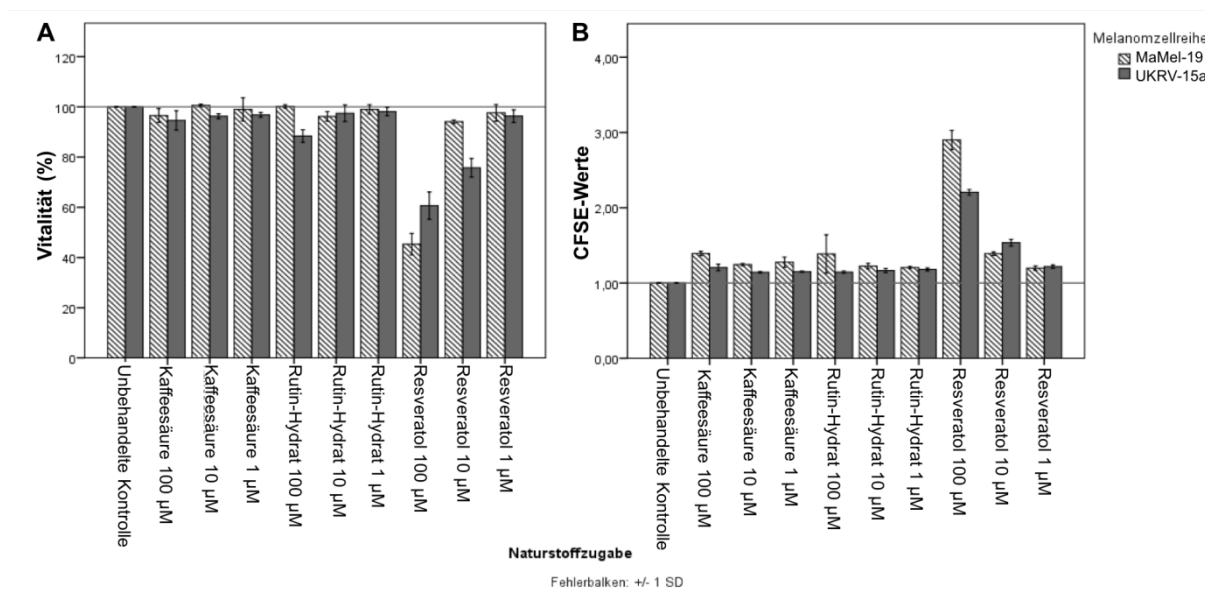 A
Vitalität (%)
120
100
80
60
40
20
0
Unbehandelte Kontrolle
Kaffeesäure 100 µM
Kaffeesäure 10 µM
Kaffeesäure 1 µM
Rutin-Hydrat 100 µM
Rutin-Hydrat 10 µM
Rutin-Hydrat 1 µM
Resveratol 100 µM
Resveratol 10 µM
Resveratol 1 µM
B
CFSE-Werte
4,00
3,00
2,00
1,00
0,00
Unbehandelte Kontrolle
Kaffeesäure 100 µM
Kaffeesäure 10 µM
Kaffeesäure 1 µM
Rutin-Hydrat 100 µM
Rutin-Hydrat 10 µM
Rutin-Hydrat 1 µM
Resveratol 100 µM
Resveratol 10 µM
Resveratol 1 µM
Melanomzellreihe
MaMel-19
UKRV-15a
Naturstoffzugabe
Fehlerbalken: +/- 1 SD